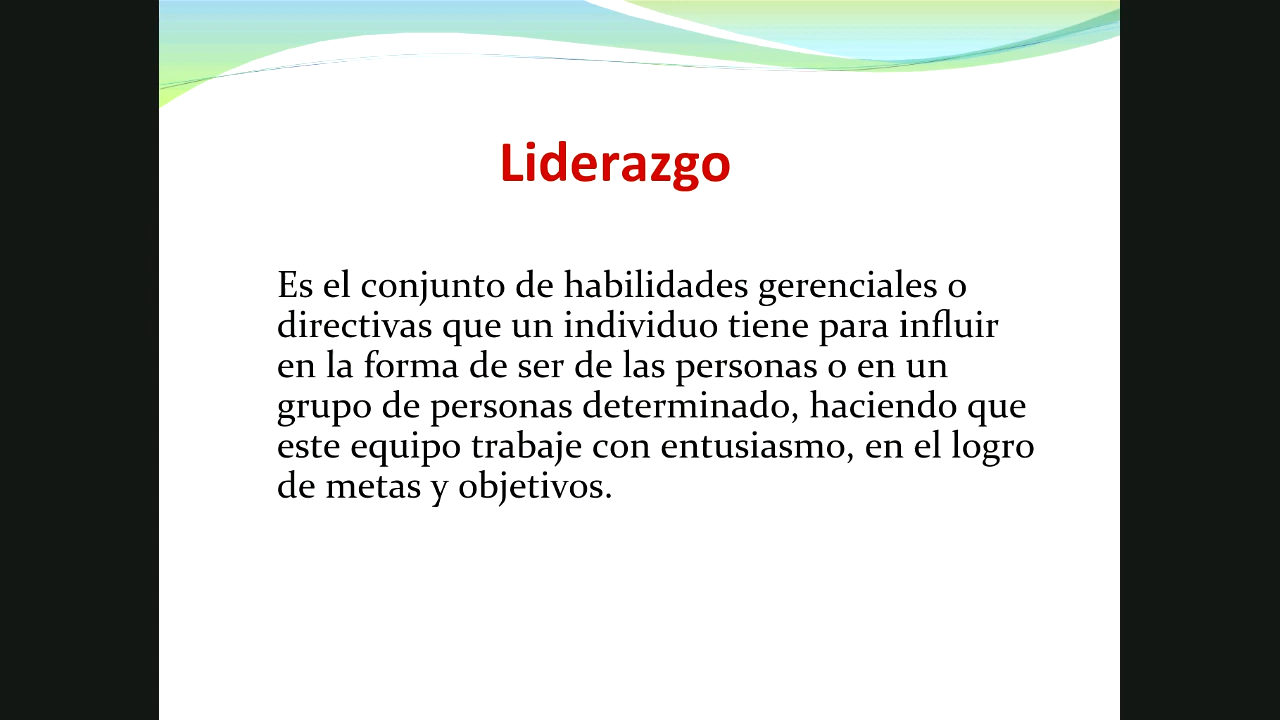 Liderazgo
Es el conjunto de habilidades gerenciales o
directivas que un individuo tiene para influir
en la forma de ser de las personas o en un
grupo de personas determinado, haciendo que
este equipo trabaje con entusiasmo, en el logro
de metas y objetivos.